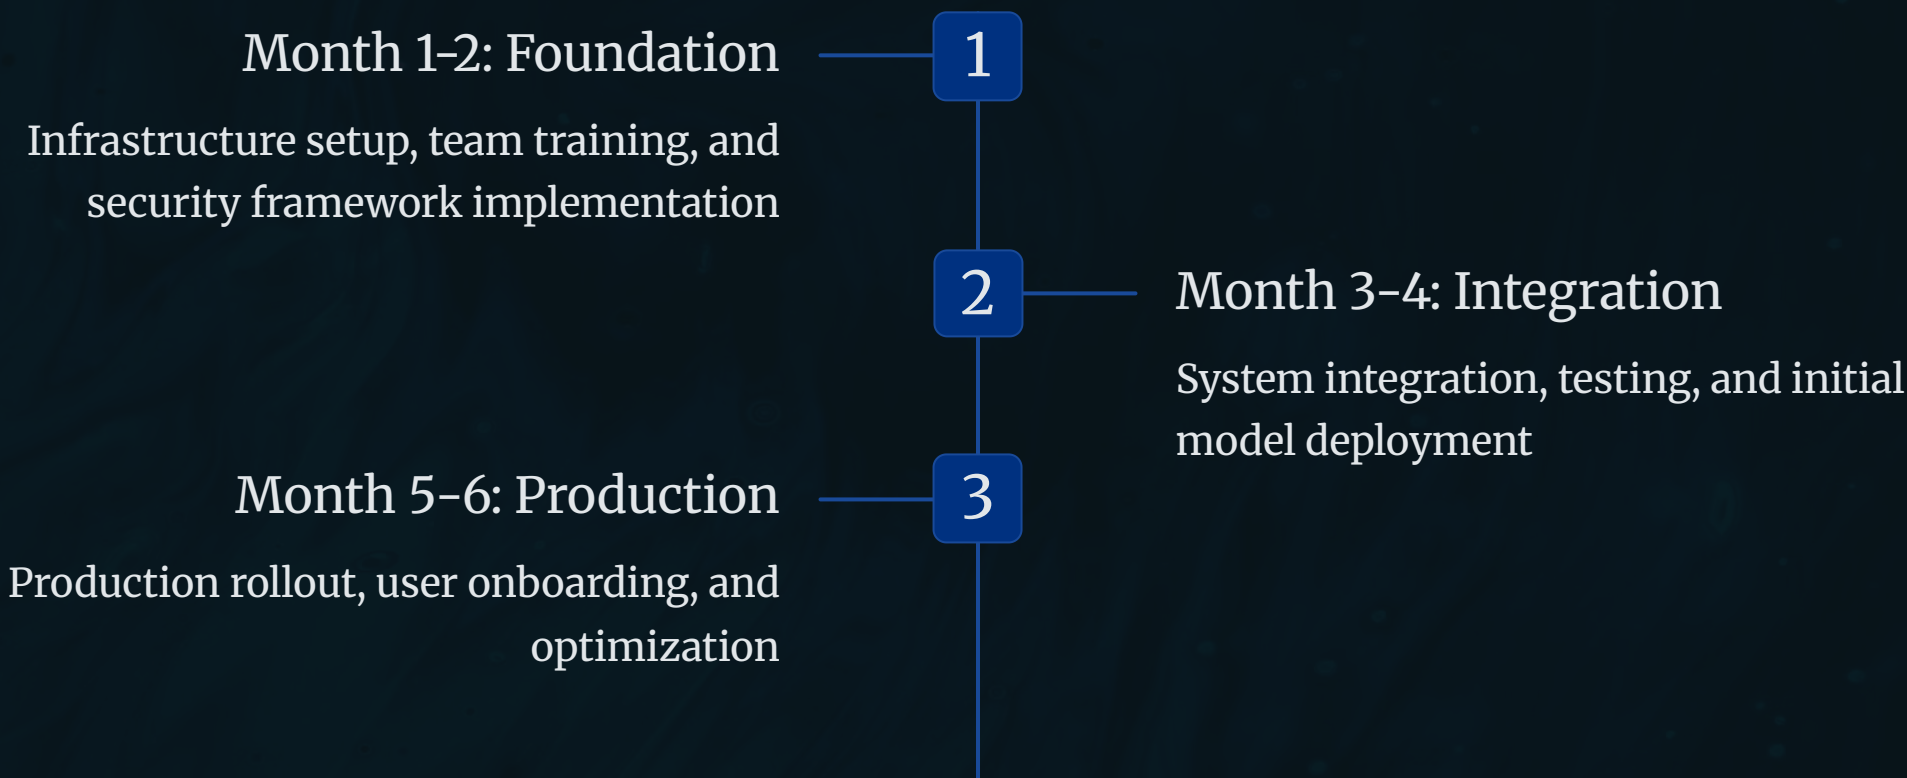 Month 1-2: Foundation
1
Infrastructure setup, team training, and
security framework implementation
2
Month 3-4: Integration
System integration, testing, and initial
model deployment
Month 5-6: Production
3
Production rollout, user onboarding, and
optimization